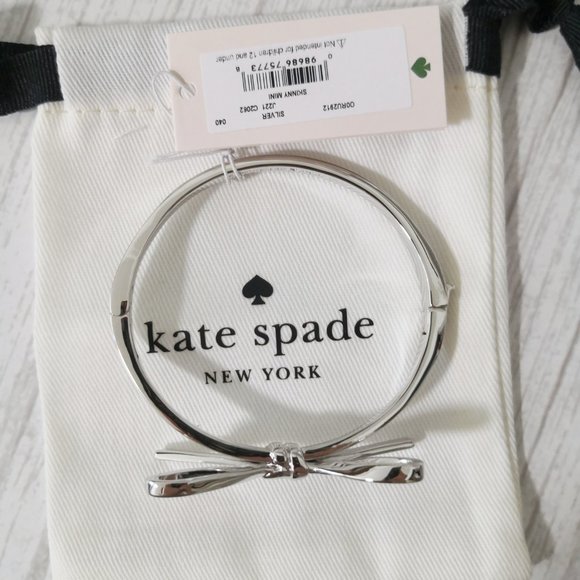 ⚠ Not intended for children 12 and under
0 98686 75773 8
SKINNY MINI
J221 C2062 040
SILVER
O0RU2912
kate spade
NEW YORK